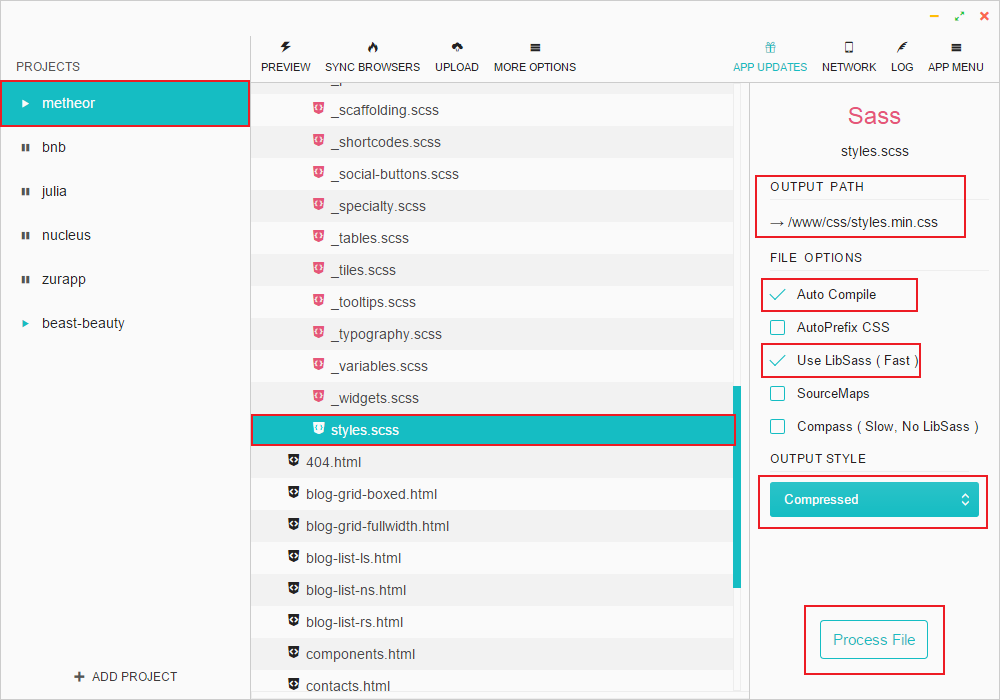 PREVIEW
SYNC BROWSERS
UPLOAD
MORE OPTIONS
APP UPDATES
NETWORK
LOG
APP MENU
PROJECTS
metheor
bnb
julia
nucleus
zurapp
beast-beauty
ADD PROJECT
_scaffolding.scss
_shortcodes.scss
_social-buttons.scss
_specialty.scss
_tables.scss
_tiles.scss
_tooltips.scss
_typography.scss
_variables.scss
_widgets.scss
styles.scss
404.html
blog-grid-boxed.html
blog-grid-fullwidth.html
blog-list-ls.html
blog-list-ns.html
blog-list-rs.html
components.html
contacts.html
Sass
styles.scss
OUTPUT PATH
→ /www/css/styles.min.css
FILE OPTIONS
Auto Compile
AutoPrefix CSS
Use LibSass ( Fast )
SourceMaps
Compass ( Slow, No LibSass )
OUTPUT STYLE
Compressed
Process File